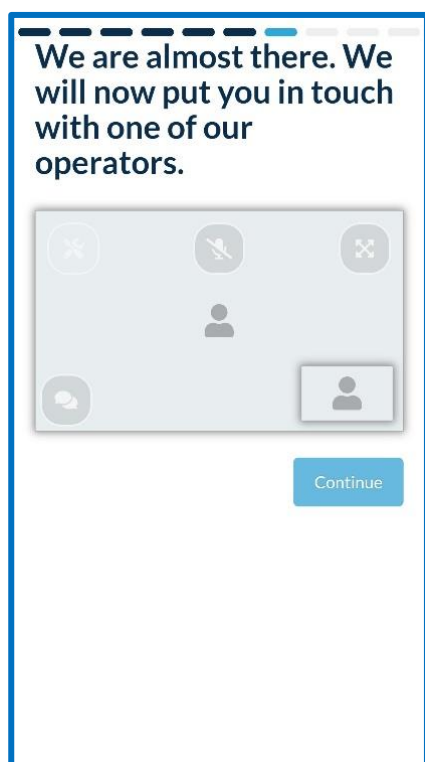 We are almost there. We
will now put you in touch
with one of our
operators.
Continue